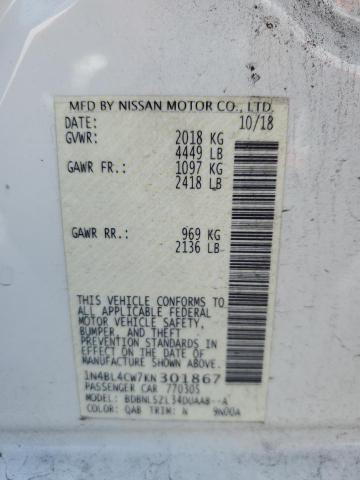 MFD BY NISSAN MOTOR CO., LTD.
DATE: 10/18
GVWR: 2018 KG
4449 LB
GAWR FR.: 1097 KG
2418 LB
GAWR RR.: 969 KG
2136 LB
THIS VEHICLE CONFORMS TO
ALL APPLICABLE FEDERAL
MOTOR VEHICLE SAFETY,
BUMPER, AND THEFT
PREVENTION STANDARDS IN
EFFECT ON THE DATE OF
MANUFACTURE SHOWN ABOVE.
1N4BL4CW7KN301867
PASSENGER CAR 770305
MODEL: BDBNLSZL34DUAAB--A
COLOR: QAB TRIM: N 9N00A